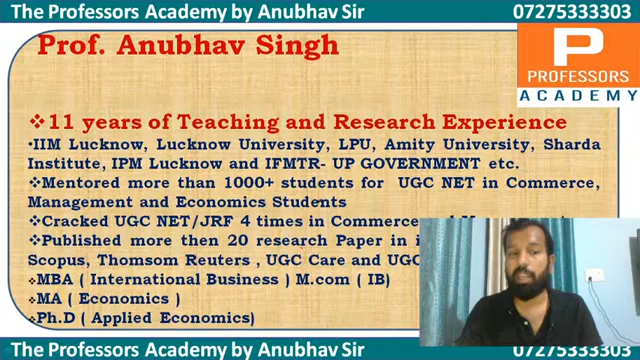 The Professors Academy by Anubhav Sir 07275333303
Prof. Anubhav Singh
P
PROFESSORS
ACADEMY
❖11 years of Teaching and Research Experience
•IIM Lucknow, Lucknow University, LPU, Amity University, Sharda
Institute, IPM Lucknow and IFMTR- UP GOVERNMENT etc.
❖Mentored more than 1000+ students for UGC NET in Commerce,
Management and Economics Students
❖Cracked UGC NET/JRF 4 times in Commerce
❖Published more then 20 research Paper in
Scopus, Thomsom Reuters , UGC Care and UGC
❖MBA ( International Business ) M.com ( IB)
❖MA ( Economics )
❖Ph.D ( Applied Economics)
The Professors Academy by Anubhav Sir 07275333303